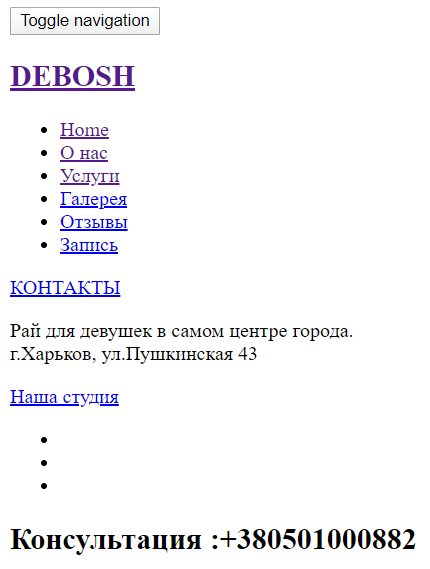 Toggle navigation
DEBOSH
Home
О нас
Услуги
Галерея
Отзывы
Запись
КОНТАКТЫ
Рай для девушек в самом центре города.
г.Харьков, ул.Пушкинская 43
Наша студия
Консультация :+380501000882